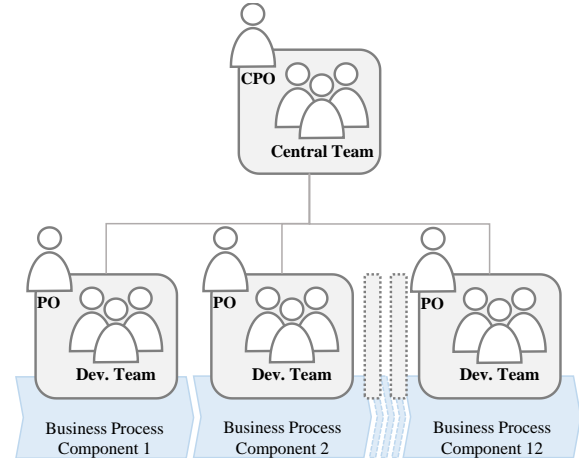 CPO
Central Team
PO
Dev. Team
PO
Dev. Team
PO
Dev. Team
Business Process
Component 1
Business Process
Component 2
Business Process
Component 12